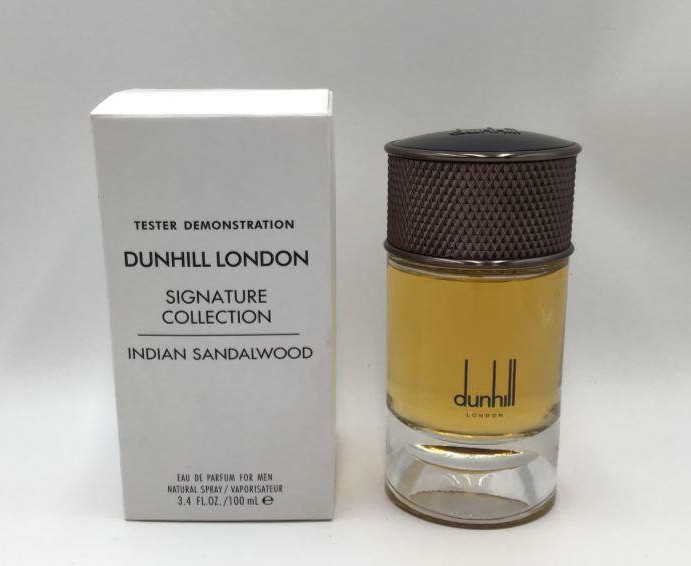 TESTER DEMONSTRATION
DUNHILL LONDON
SIGNATURE
COLLECTION
INDIAN SANDALWOOD
EAU DE PARFUM FOR MEN
NATURAL SPRAY / VAPORISATEUR
3.4 FL.OZ. / 100 mL ℮
dunhill
dunhill
LONDON